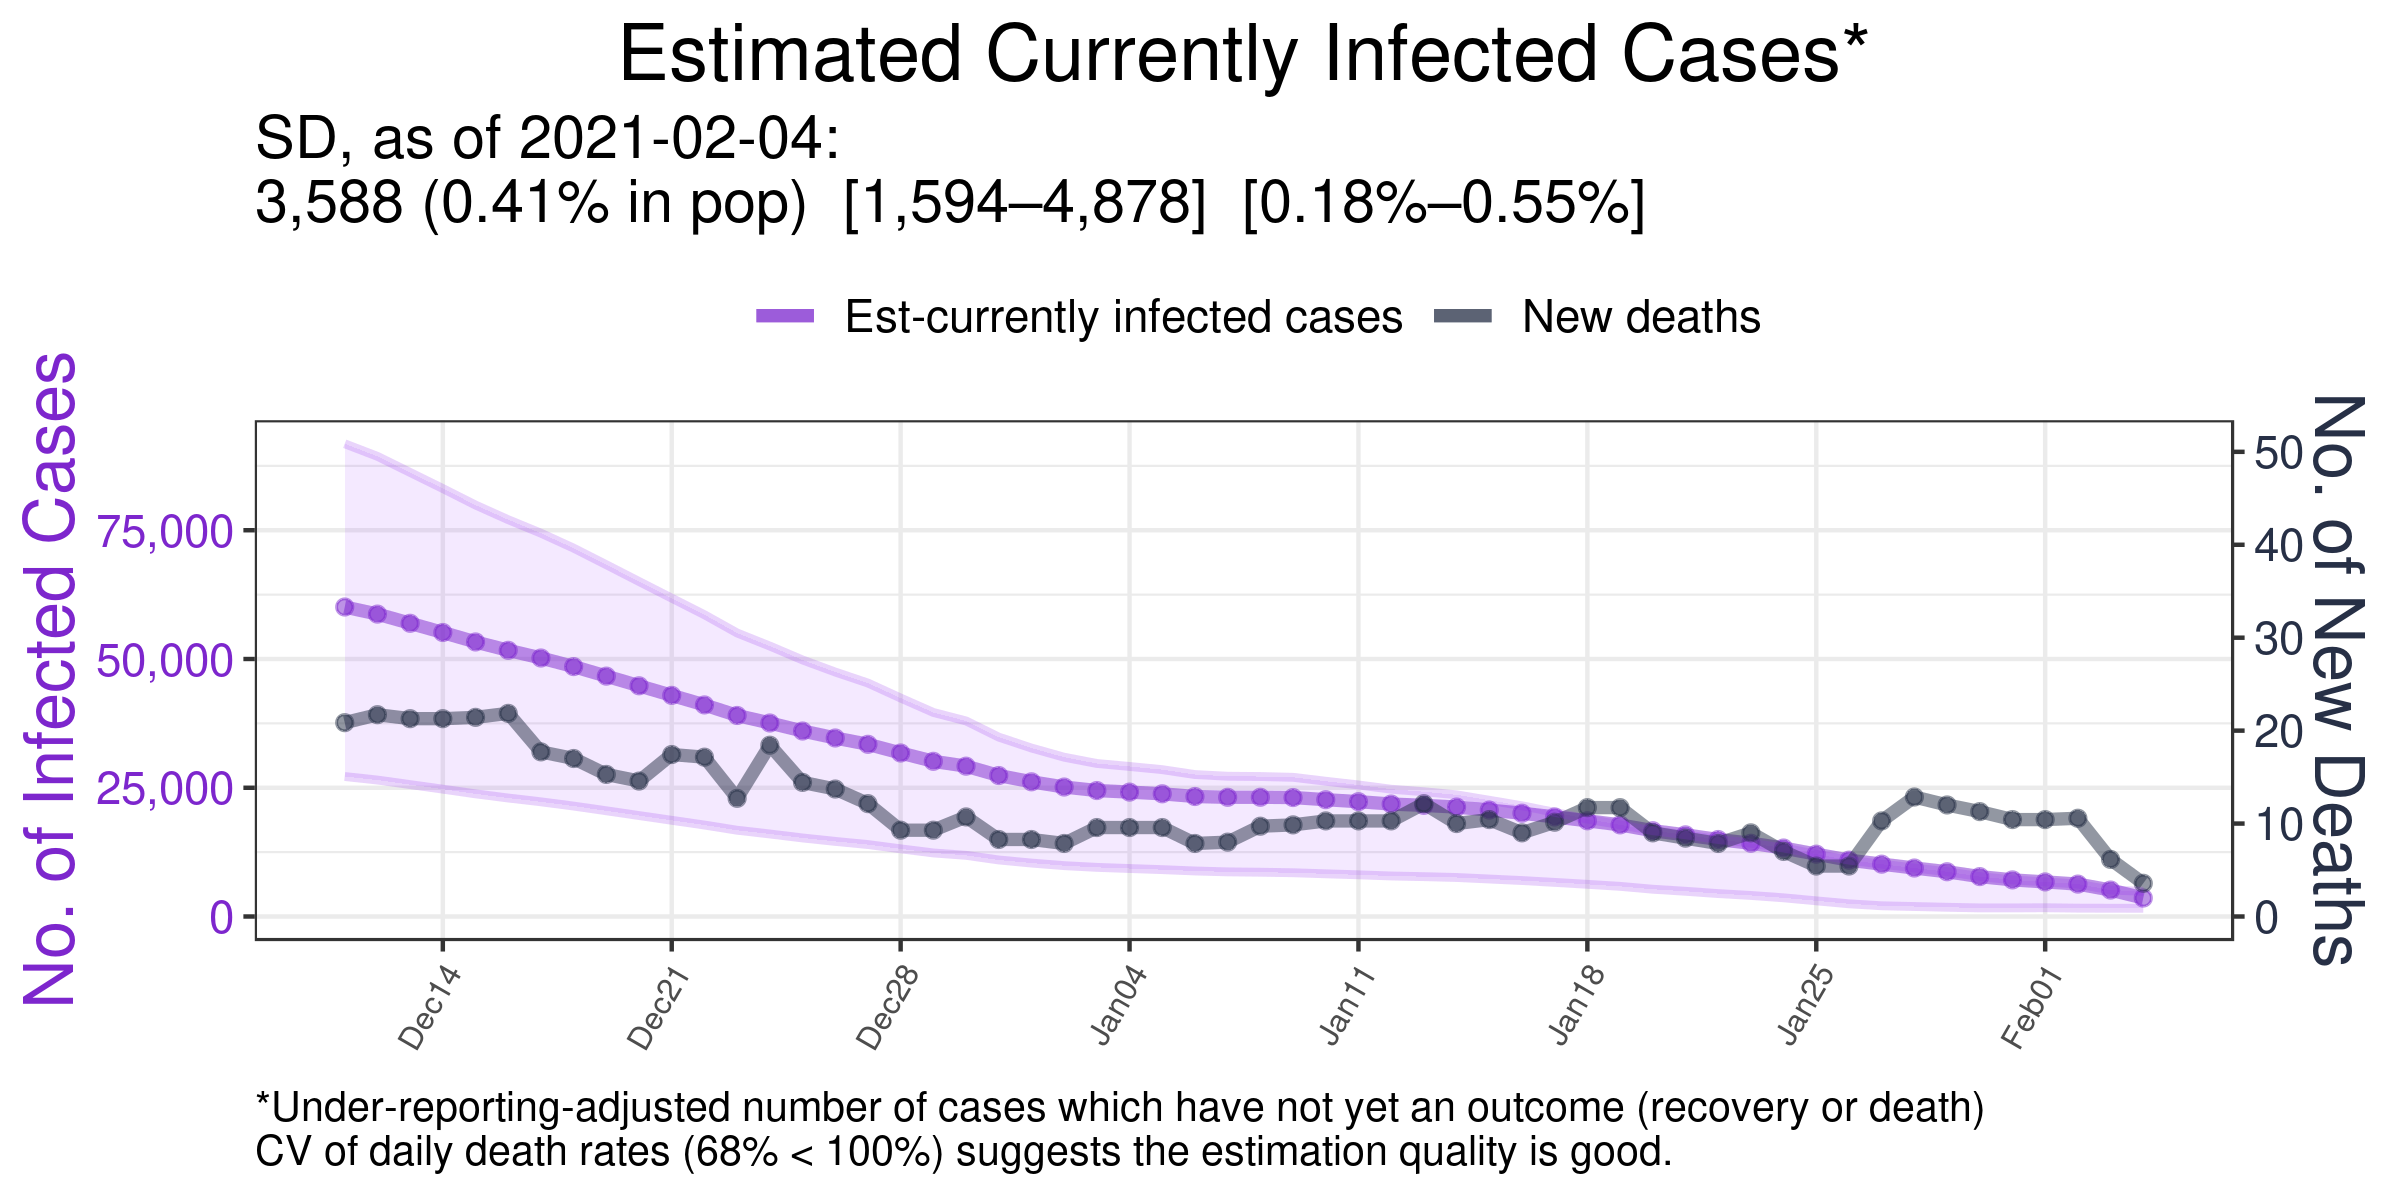 Estimated Currently Infected Cases*
SD, as of 2021-02-04:
3,588 (0.41% in pop)  [1,594–4,878]  [0.18%–0.55%]
Est-currently infected cases
New deaths
No. of Infected Cases
75,000
50,000
25,000
0
50
40
30
20
10
0
No. of New Deaths
Dec14
Dec21
Dec28
Jan04
Jan11
Jan18
Jan25
Feb01
*Under-reporting-adjusted number of cases which have not yet an outcome (recovery or death)
CV of daily death rates (68% < 100%) suggests the estimation quality is good.